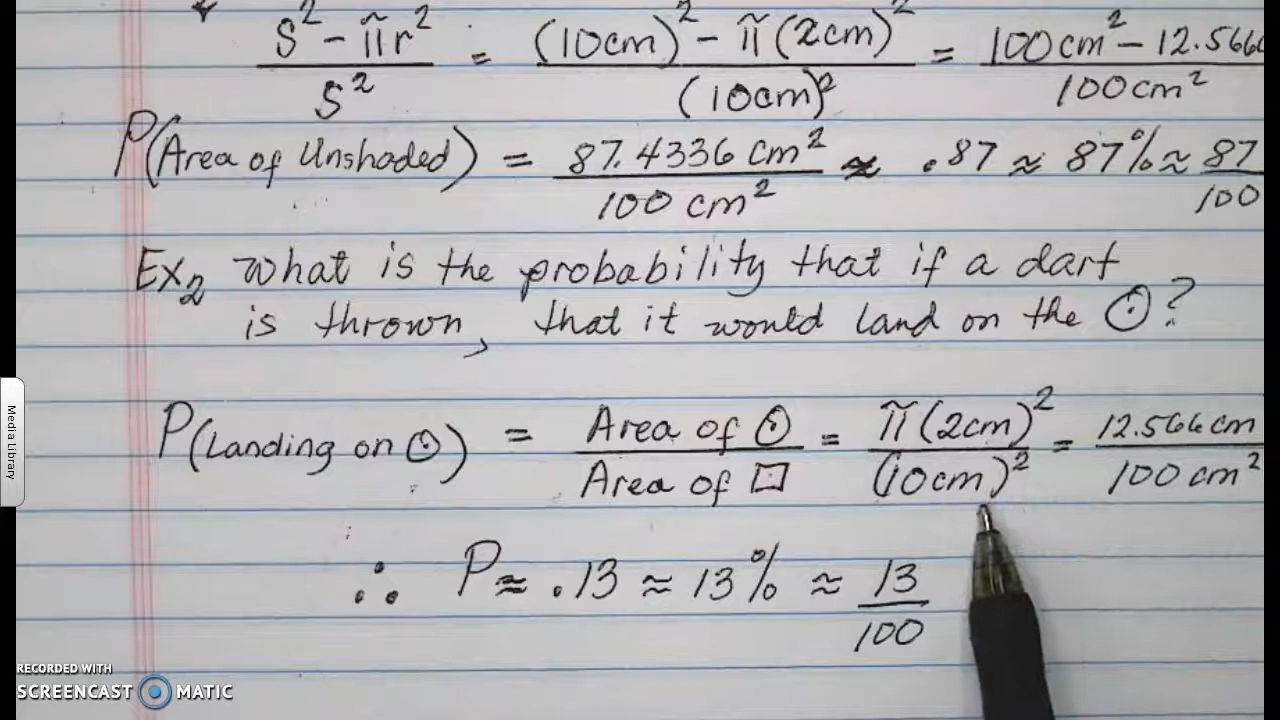 S² - πr² / S² = (10cm)² - π(2cm)² / (10cm)² = 100cm² - 12.566 / 100cm²
P(Area of Unshaded) = 87.4336 cm² / 100 cm² ≈ .87 ≈ 87% ≈ 87 / 100
Ex₂ What is the probability that if a dart
is thrown, that it would land on the ⊙?
P(Landing on ⊙) = Area of ⊙ / Area of □ = π(2cm)² / (10cm)² = 12.566cm / 100 cm²
∴ P ≈ .13 ≈ 13% ≈ 13 / 100
Media Library
RECORDED WITH
SCREENCAST MATIC